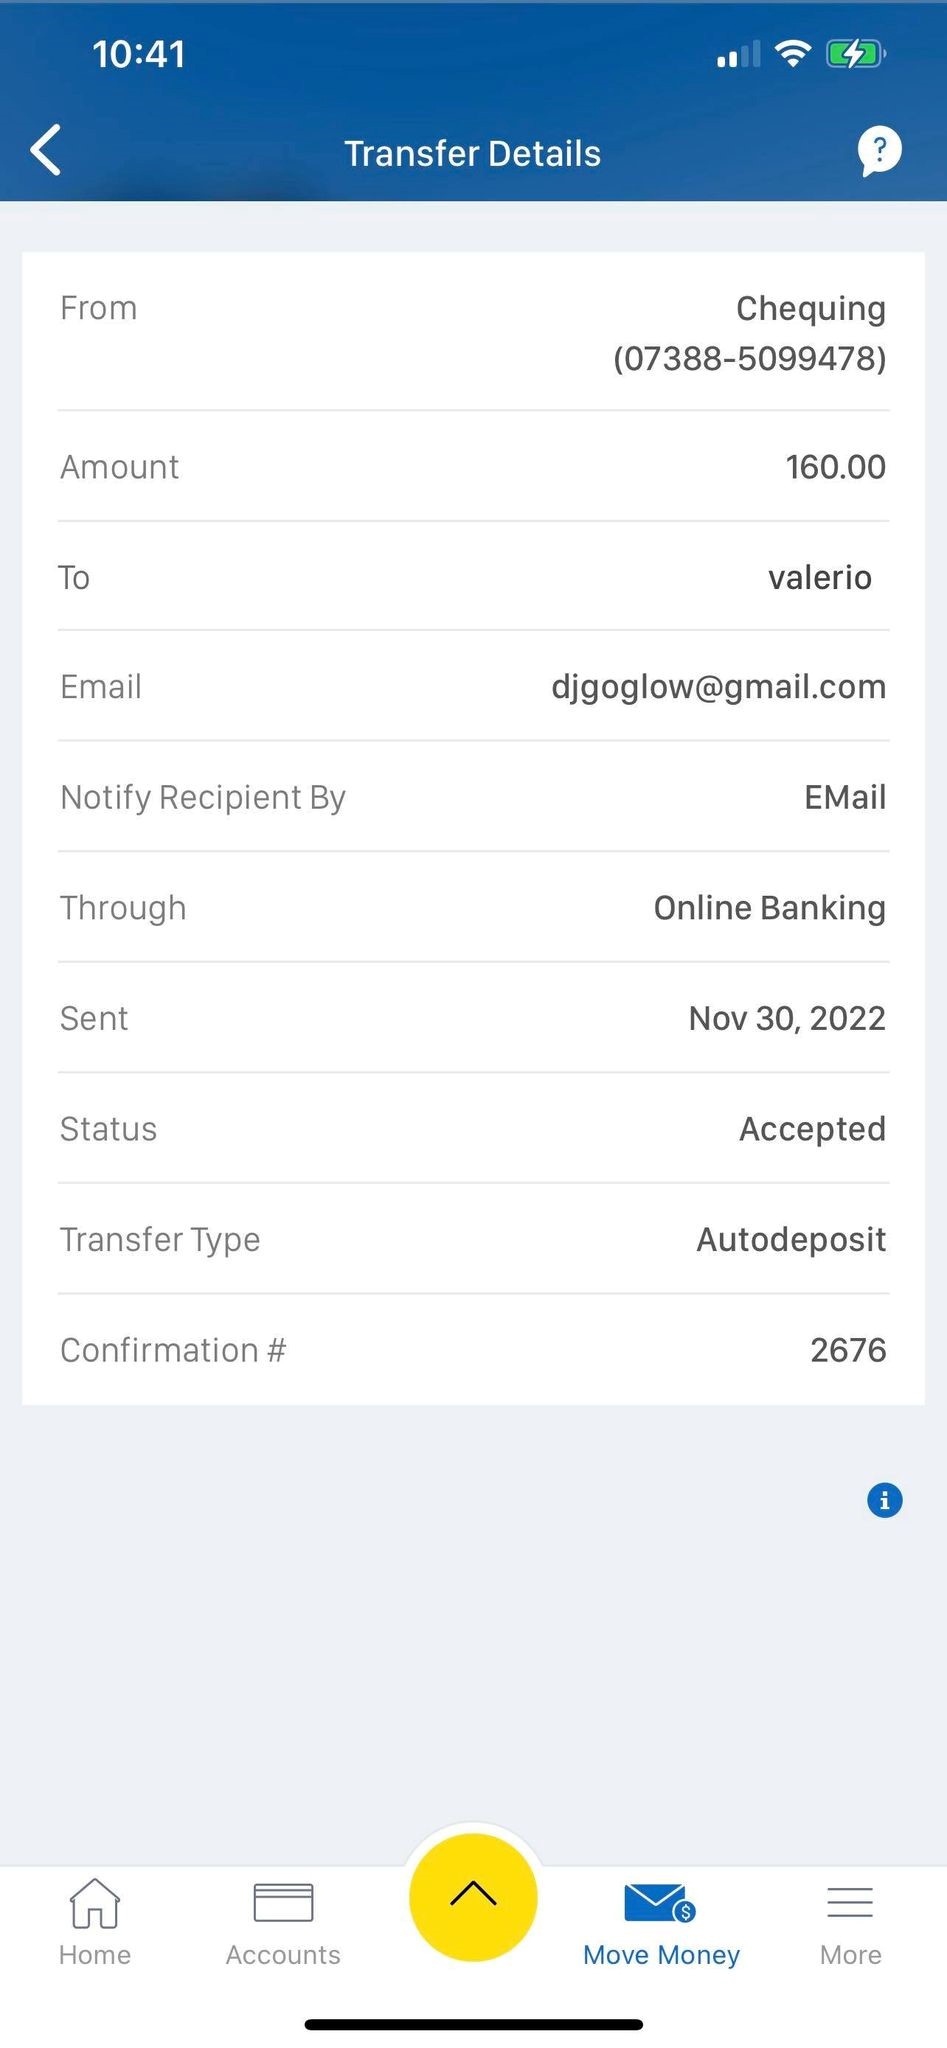 10:41
Transfer Details
?
From
Chequing
(07388-5099478)
Amount
160.00
To
valerio
Email
djgoglow@gmail.com
Notify Recipient By
EMail
Through
Online Banking
Sent
Nov 30, 2022
Status
Accepted
Transfer Type
Autodeposit
Confirmation #
2676
i
$
Home
Accounts
Move Money
More